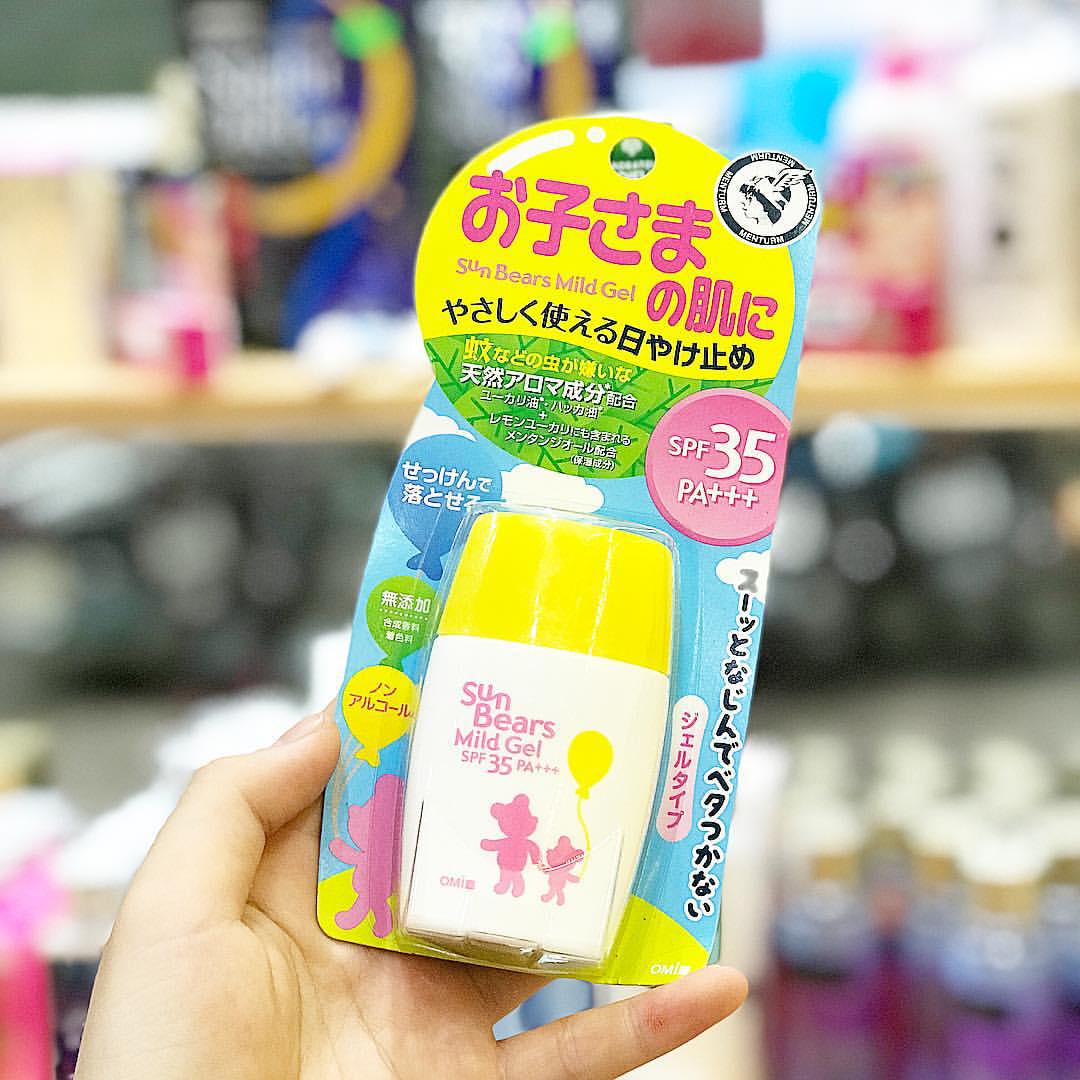 お子さま
の肌に
Sun Bears Mild Gel
やさしく使える日やけ止め
MENTURM MENTURM MENTURM MENTURM
蚊などの虫が嫌いな
天然アロマ成分*配合
ユーカリ油*・ハッカ油*
+
レモンユーカリにも含まれる
メンタンジオール配合
(保湿成分)
SPF35
PA+++
せっけんで
落とせる
無添加
合成香料
着色料
ノン
アルコール
スーッとなじんでベタつかない
ジェルタイプ
Sun
Bears
Mild Gel
SPF 35 PA+++
OMi
OMi